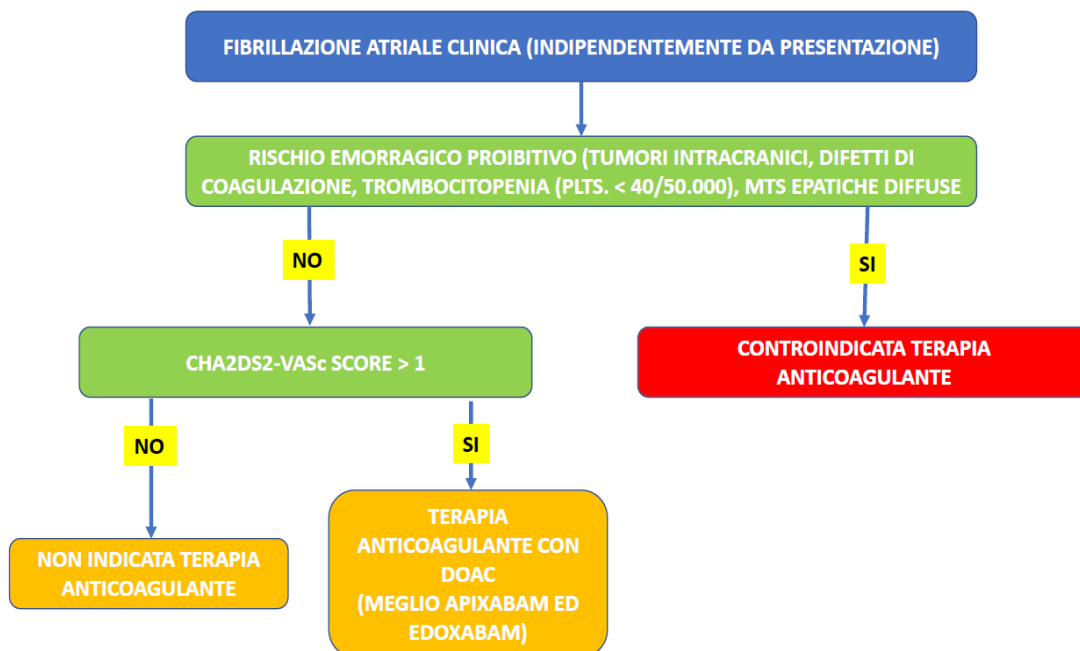 FIBRILLAZIONE ATRIALE CLINICA (INDIPENDENTEMENTE DA PRESENTAZIONE)
RISCHIO EMORRAGICO PROIBITIVO (TUMORI INTRACRANICI, DIFETTI DI
COAGULAZIONE, TROMBOCITOPENIA (PLTS. < 40/50.000), MTS EPATICHE DIFFUSE
NO
SI
CHA2DS2-VASc SCORE > 1
CONTROINDICATA TERAPIA
ANTICOAGULANTE
NO
SI
NON INDICATA TERAPIA
ANTICOAGULANTE
TERAPIA
ANTICOAGULANTE CON
DOAC
(MEGLIO APIXABAM ED
EDOXABAM)